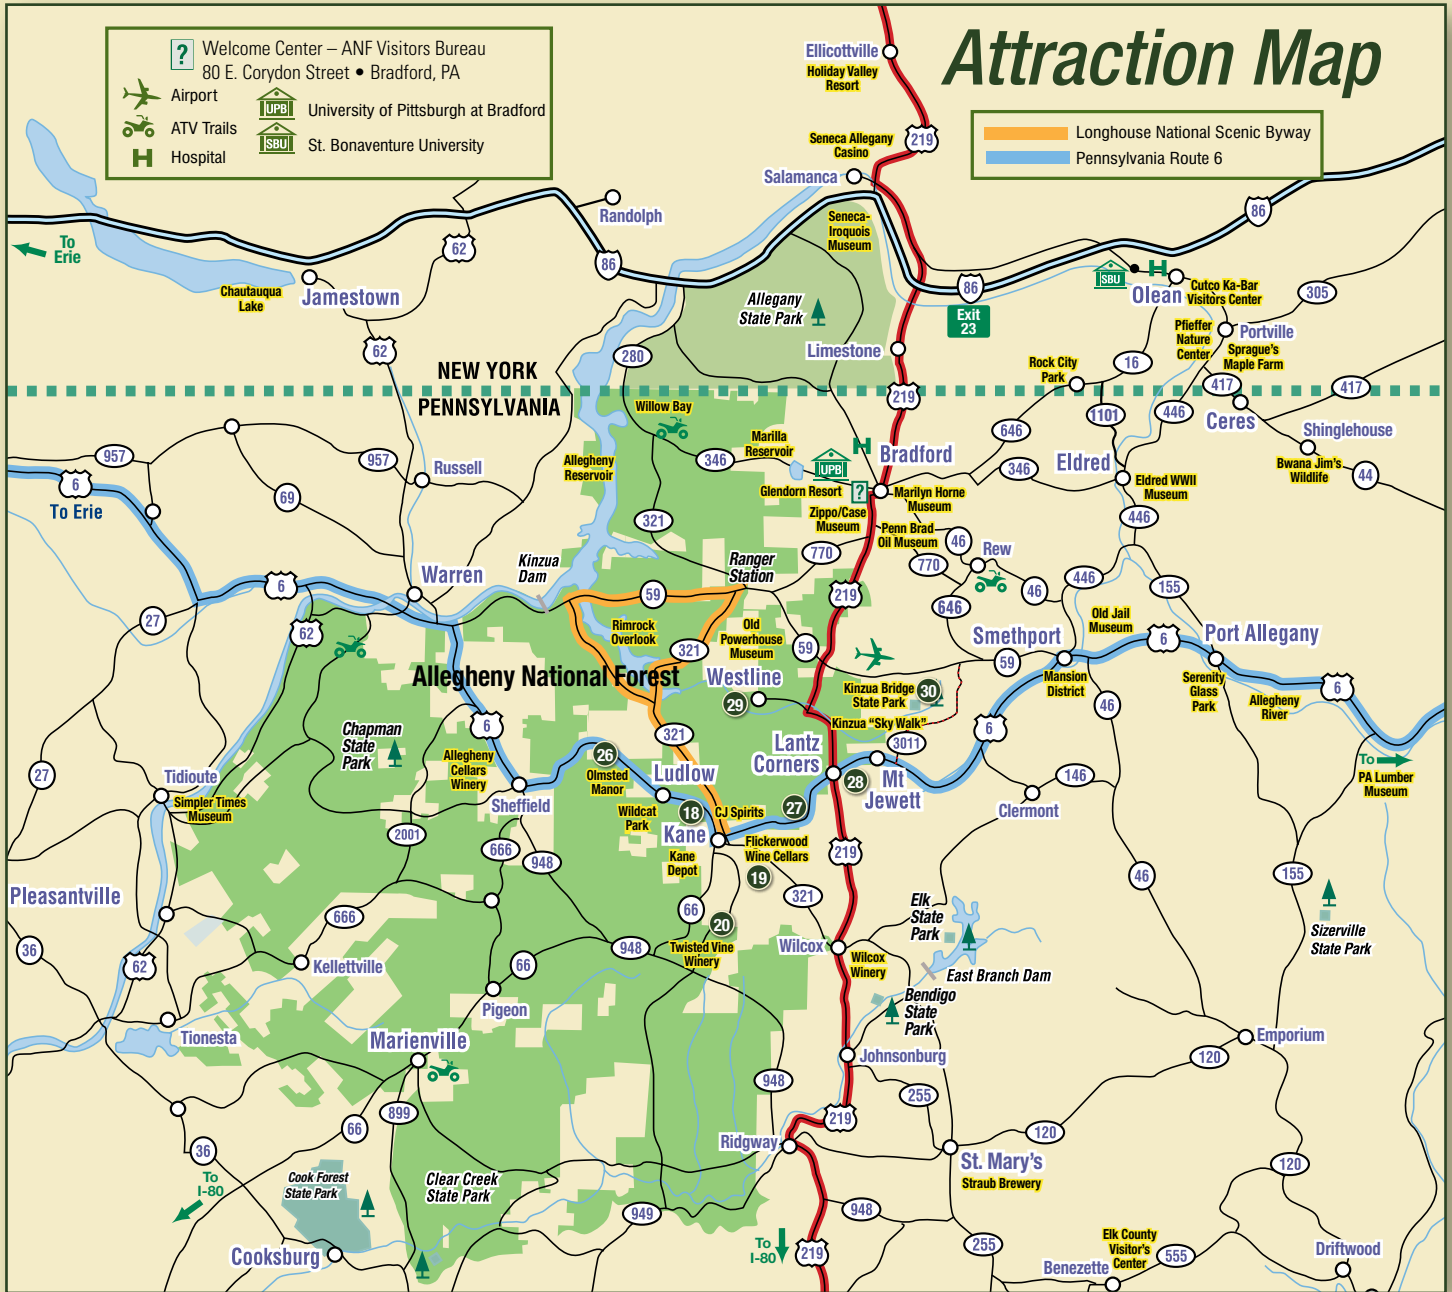 Attraction Map
?
Welcome Center – ANF Visitors Bureau
80 E. Corydon Street • Bradford, PA
Airport
ATV Trails
H
Hospital
UPB
University of Pittsburgh at Bradford
SBU
St. Bonaventure University
Longhouse National Scenic Byway
Pennsylvania Route 6
Ellicottville
Holiday Valley
Resort
219
Seneca Allegany
Casino
Salamanca
Seneca-
Iroquois
Museum
86
Randolph
62
86
To
Erie
Chautauqua
Lake
Jamestown
62
Allegany
State Park
86
Exit
23
SBU
H
Olean
Cutco Ka-Bar
Visitors Center
305
Pfieffer
Nature
Center
Portville
Sprague's
Maple Farm
Limestone
280
NEW YORK
PENNSYLVANIA
219
Rock City
Park
16
417
417
1101
446
Ceres
Shinglehouse
Bwana Jim's
Wildlife
44
Willow Bay
Marilla
Reservoir
346
H
UPB
Bradford
646
346
Eldred
Eldred WWII
Museum
446
957
957
Russell
6
To Erie
69
Allegheny
Reservoir
Glendorn Resort
?
Marilyn Horne
Museum
Zippo/Case
Museum
Penn Brad
Oil Museum
46
Rew
321
770
770
Kinzua
Dam
Ranger
Station
Warren
6
59
219
646
46
446
155
27
62
Rimrock
Overlook
321
Old
Powerhouse
Museum
59
Smethport
Old Jail
Museum
6
Port Allegany
59
Mansion
District
Serenity
Glass
Park
Allegheny
River
6
Allegheny National Forest
Westline
29
Kinzua Bridge
State Park
30
Kinzua "Sky Walk"
46
6
3011
Chapman
State
Park
6
321
Lantz
Corners
Allegheny
Cellars
Winery
26
Olmsted
Manor
Ludlow
28
Mt
Jewett
To
PA Lumber
Museum
27
Tidioute
Simpler Times
Museum
Sheffield
Wildcat
Park
18
CJ Spirits
27
146
Clermont
2001
666
948
Kane
Kane
Depot
Flickerwood
Wine Cellars
19
219
46
155
Pleasantville
666
66
20
321
Elk
State
Park
Sizerville
State Park
36
62
Kellettville
948
66
Twisted Vine
Winery
Wilcox
Wilcox
Winery
East Branch Dam
Pigeon
Bendigo
State
Park
Tionesta
Marienville
Johnsonburg
Emporium
120
948
255
899
66
219
36
Ridgway
120
St. Mary's
Straub Brewery
120
To
I-80
Cook Forest
State Park
Clear Creek
State Park
949
948
Cooksburg
To
I-80
219
255
Elk County
Visitor's
Center
555
Benezette
Driftwood